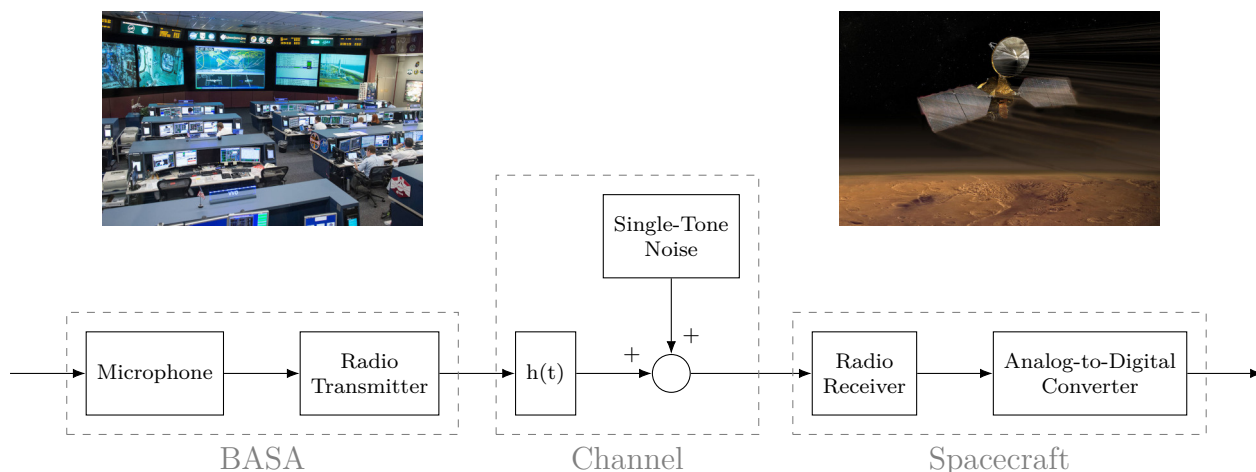 Single-Tone
Noise
+
+
Microphone
Radio
Transmitter
h(t)
Radio
Receiver
Analog-to-Digital
Converter
BASA
Channel
Spacecraft